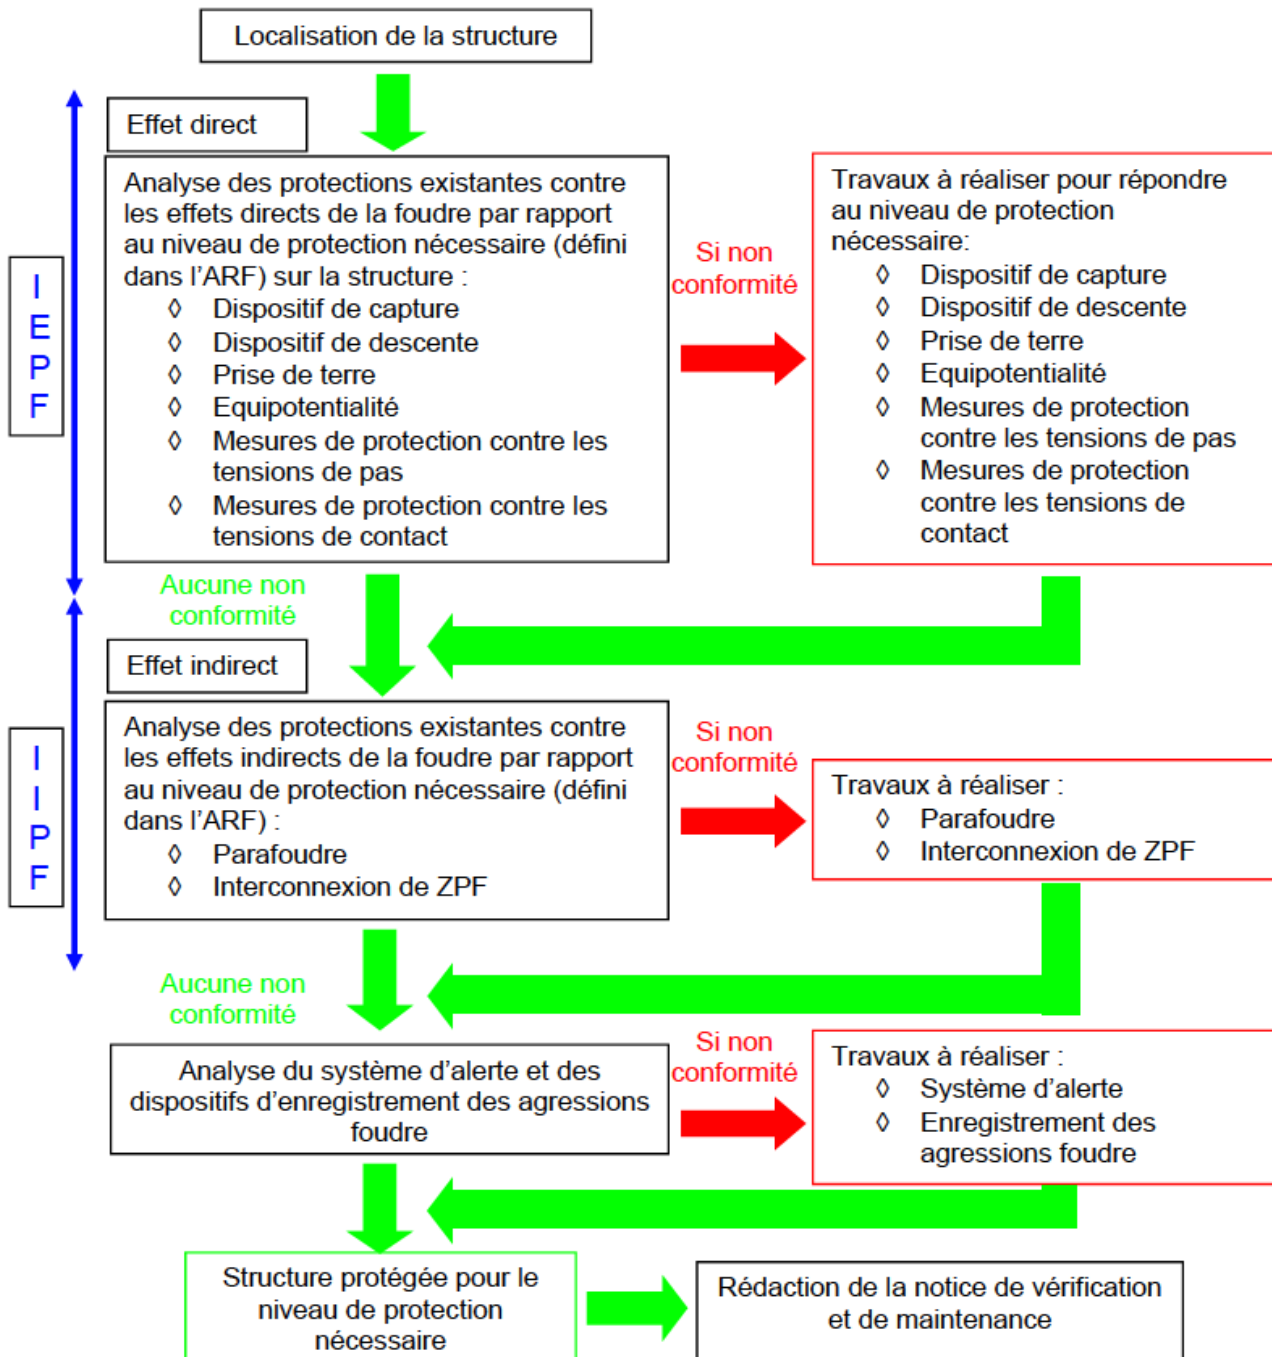 Localisation de la structure
Effet direct
Analyse des protections existantes contre
les effets directs de la foudre par rapport
au niveau de protection nécessaire (défini
dans l'ARF) sur la structure :
◊ Dispositif de capture
◊ Dispositif de descente
◊ Prise de terre
◊ Equipotentialité
◊ Mesures de protection contre les
tensions de pas
◊ Mesures de protection contre les
tensions de contact
Si non
conformité
Travaux à réaliser pour répondre
au niveau de protection
nécessaire:
◊ Dispositif de capture
◊ Dispositif de descente
◊ Prise de terre
◊ Equipotentialité
◊ Mesures de protection
contre les tensions de pas
◊ Mesures de protection
contre les tensions de
contact
I
E
P
F
Aucune non
conformité
Effet indirect
Analyse des protections existantes contre
les effets indirects de la foudre par rapport
au niveau de protection nécessaire (défini
dans l'ARF) :
◊ Parafoudre
◊ Interconnexion de ZPF
Si non
conformité
Travaux à réaliser :
◊ Parafoudre
◊ Interconnexion de ZPF
I
I
P
F
Aucune non
conformité
Analyse du système d'alerte et des
dispositifs d'enregistrement des agressions
foudre
Si non
conformité
Travaux à réaliser :
◊ Système d'alerte
◊ Enregistrement des
agressions foudre
Structure protégée pour le
niveau de protection
nécessaire
Rédaction de la notice de vérification
et de maintenance